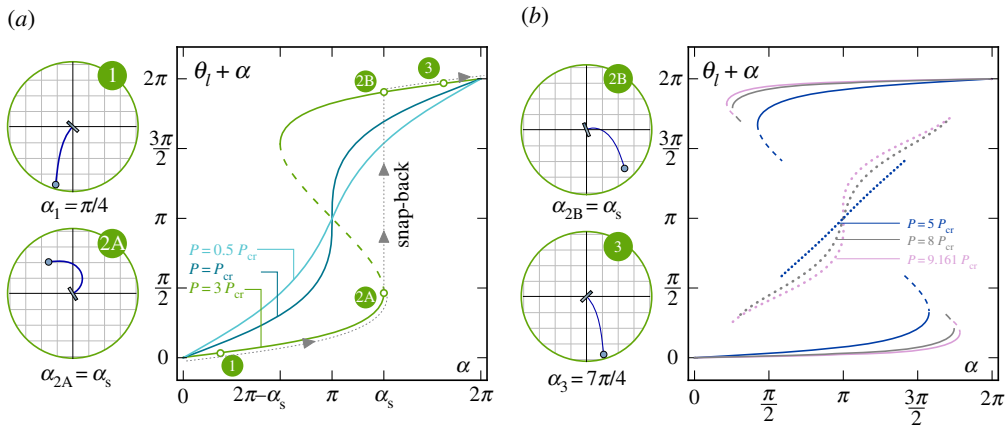 (a)
1
α₁ = π/4
2A
α₂A = αₛ
θₗ + α
2π
3π/2
π
π/2
0
2B
3
snap-back
P = 0.5 Pcr
P = Pcr
P = 3 Pcr
2A
1
α
0 2π–αₛ π αₛ 2π
(b)
2B
α₂B = αₛ
3
α₃ = 7π/4
θₗ + α
2π
3π/2
π
π/2
0
P = 5 Pcr
P = 8 Pcr
P = 9.161 Pcr
α
0 π/2 π 3π/2 2π